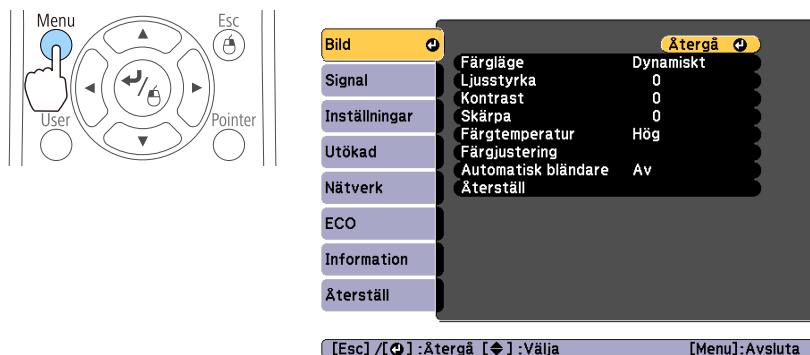 Menu
Esc
User
Pointer
Bild
Signal
Inställningar
Utökad
Nätverk
ECO
Information
Återställ
Återgå
Färgläge Dynamiskt
Ljusstyrka 0
Kontrast 0
Skärpa 0
Färgtemperatur Hög
Färgjustering
Automatisk bländare Av
Återställ
[Esc] /[ ] :Återgå [ ] :Välja [Menu]:Avsluta